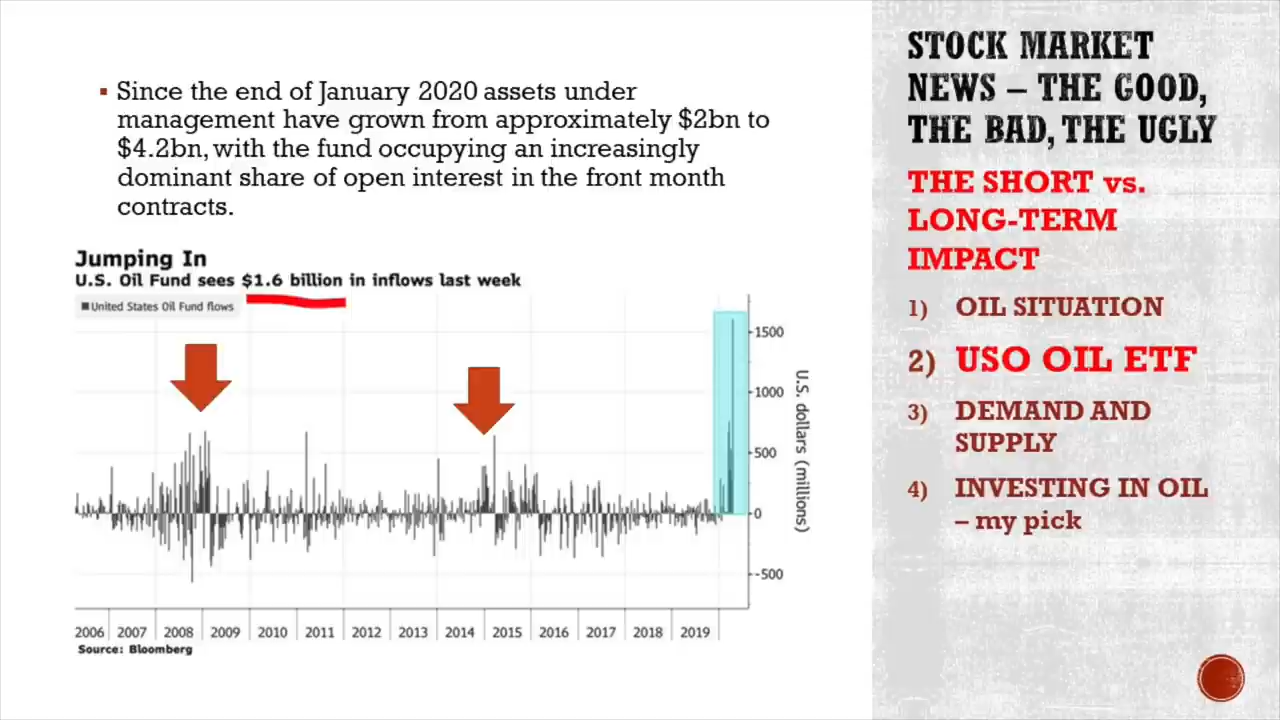 ▪ Since the end of January 2020 assets under
management have grown from approximately $2bn to
$4.2bn, with the fund occupying an increasingly
dominant share of open interest in the front month
contracts.
Jumping In
U.S. Oil Fund sees $1.6 billion in inflows last week
■United States Oil Fund flows
1500
1000
500
0
-500
U.S. dollars (millions)
2006 2007 2008 2009 2010 2011 2012 2013 2014 2015 2016 2017 2018 2019
Source: Bloomberg
STOCK MARKET
NEWS – THE GOOD,
THE BAD, THE UGLY
THE SHORT vs.
LONG-TERM
IMPACT
1) OIL SITUATION
2) USO OIL ETF
3) DEMAND AND
SUPPLY
4) INVESTING IN OIL
– my pick